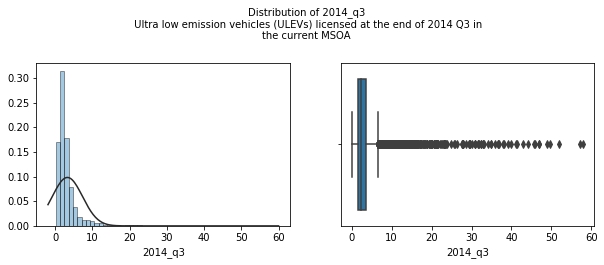 Distribution of 2014_q3
Ultra low emission vehicles (ULEVs) licensed at the end of 2014 Q3 in
the current MSOA
0.30
0.25
0.20
0.15
0.10
0.05
0.00
0 10 20 30 40 50 60
2014_q3
0 10 20 30 40 50 60
2014_q3